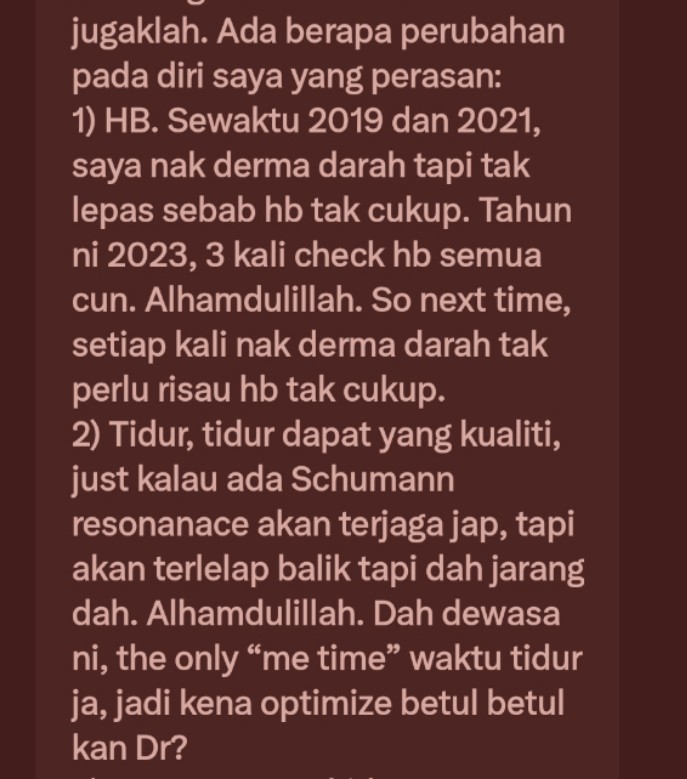 jugaklah. Ada berapa perubahan
pada diri saya yang perasan:
1) HB. Sewaktu 2019 dan 2021,
saya nak derma darah tapi tak
lepas sebab hb tak cukup. Tahun
ni 2023, 3 kali check hb semua
cun. Alhamdulillah. So next time,
setiap kali nak derma darah tak
perlu risau hb tak cukup.
2) Tidur, tidur dapat yang kualiti,
just kalau ada Schumann
resonanace akan terjaga jap, tapi
akan terlelap balik tapi dah jarang
dah. Alhamdulillah. Dah dewasa
ni, the only “me time” waktu tidur
ja, jadi kena optimize betul betul
kan Dr?